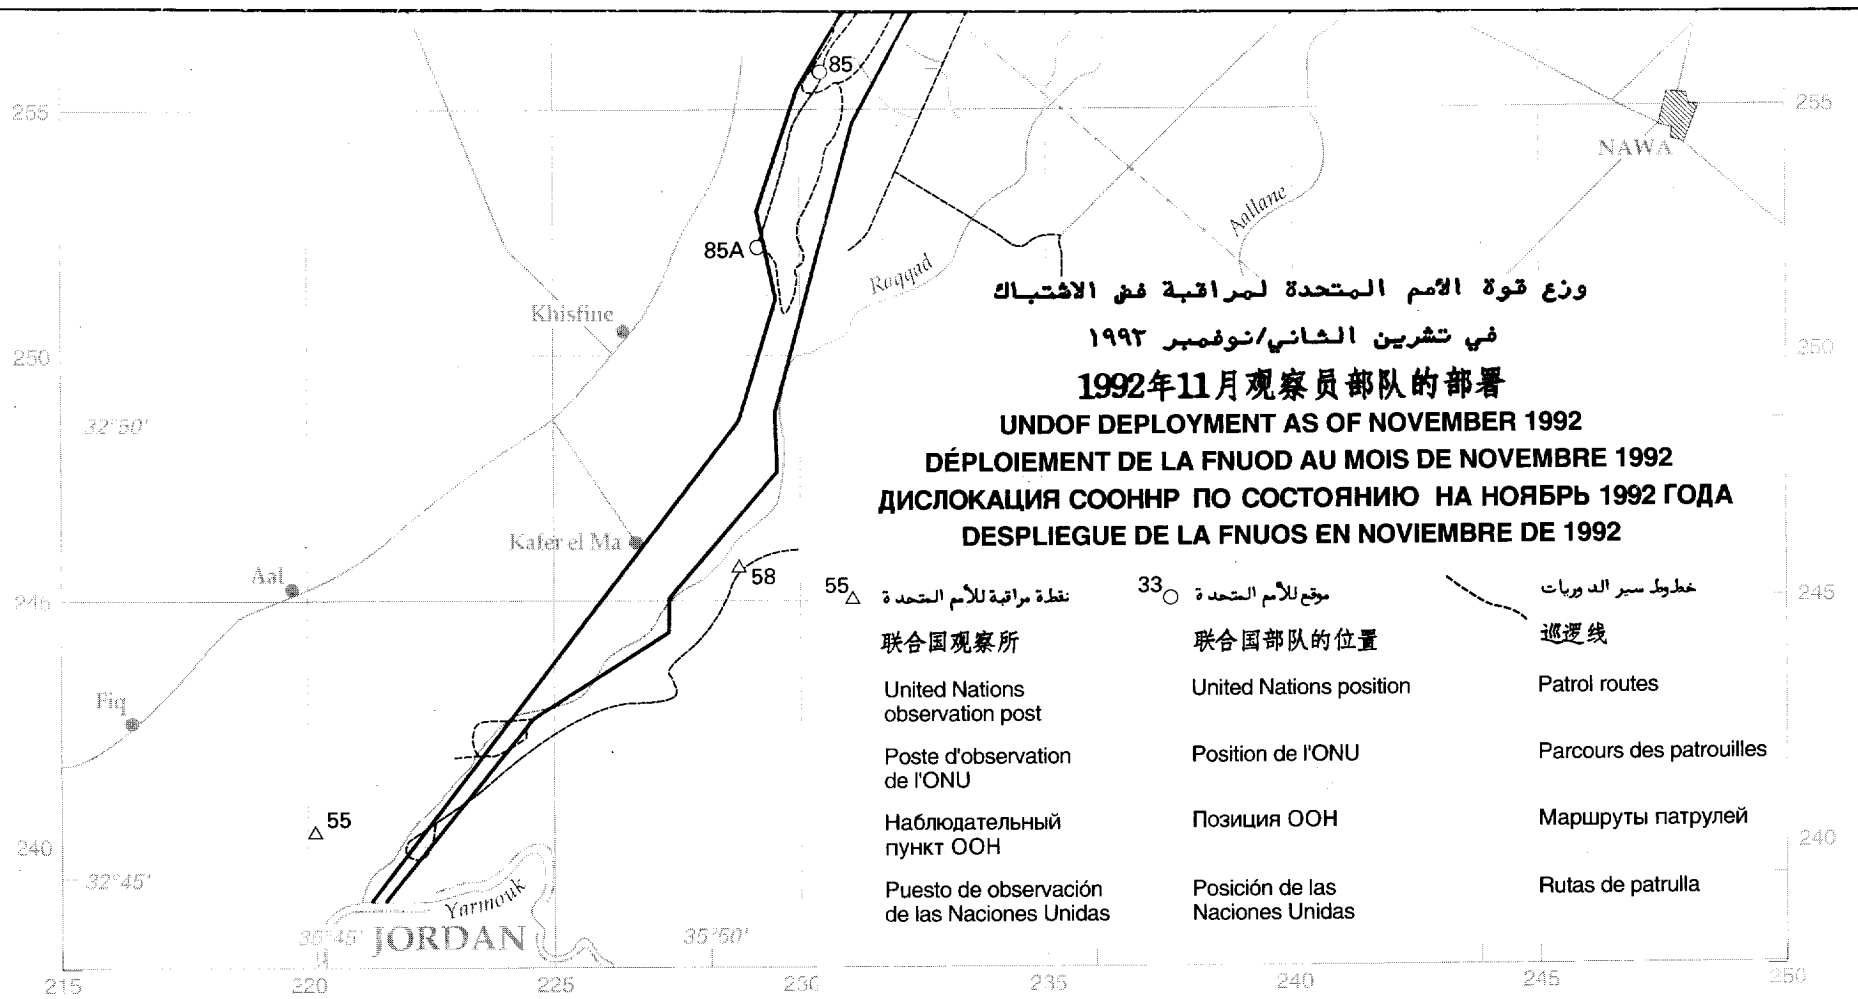 85
255
255
NAWA
Aallane
85A
Raqqad
وزع قوة الأمم المتحدة لمراقبة فض الاشتباك
Khisfine
في تشرين الثاني/نوفمبر ١٩٩٢
250
250
1992年11月观察员部队的部署
UNDOF DEPLOYMENT AS OF NOVEMBER 1992
32°50'
DÉPLOIEMENT DE LA FNUOD AU MOIS DE NOVEMBRE 1992
ДИСЛОКАЦИЯ СООННР ПО СОСТОЯНИЮ НА НОЯБРЬ 1992 ГОДА
DESPLIEGUE DE LA FNUOS EN NOVIEMBRE DE 1992
Kafer el Ma
Aal
58
245
245
55
نقطة مراقبة للأمم المتحدة
联合国观察所
United Nations
observation post
Poste d'observation
de l'ONU
Наблюдательный
пункт ООН
Puesto de observación
de las Naciones Unidas
33
موقع للأمم المتحدة
联合国部队的位置
United Nations position
Position de l'ONU
Позиция ООН
Posición de las
Naciones Unidas
خطوط سير الدوريات
巡逻线
Patrol routes
Parcours des patrouilles
Маршруты патрулей
Rutas de patrulla
Fiq
55
240
240
32°45'
Yarmouk
35°45'
JORDAN
35°50'
215
220
225
230
235
240
245
250